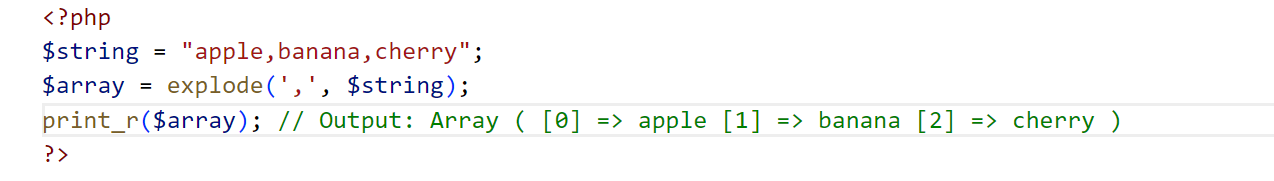 <?php
$string = "apple,banana,cherry";
$array = explode(',', $string);
print_r($array); // Output: Array ( [0] => apple [1] => banana [2] => cherry )
?>